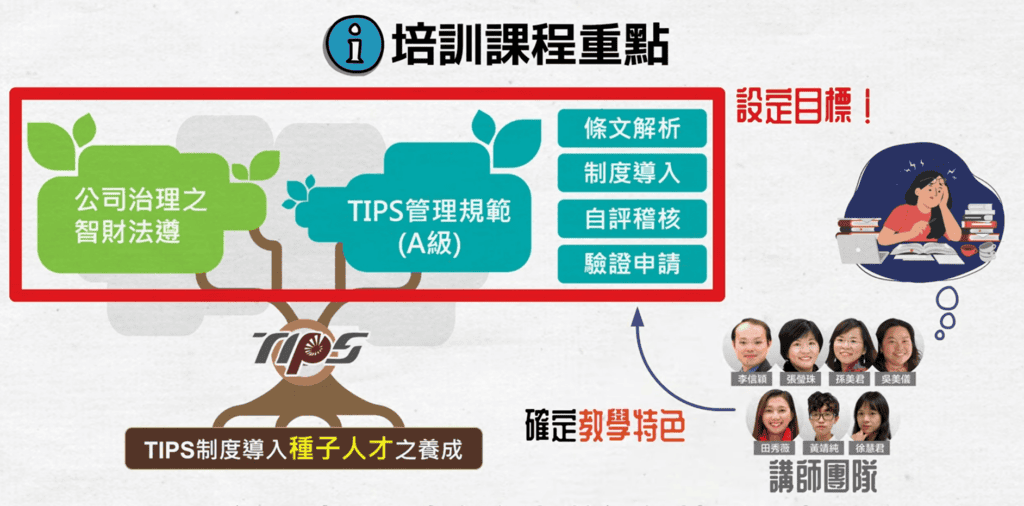 i 培訓課程重點
設定目標！
公司治理之
智財法遵
TIPS管理規範
(A級)
條文解析
制度導入
自評稽核
驗證申請
TIPS
TIPS制度導入種子人才之養成
確定教學特色
李信穎 張瑩珠 孫美君 吳美儀
田秀薇 黃靖純 徐慧君
講師團隊